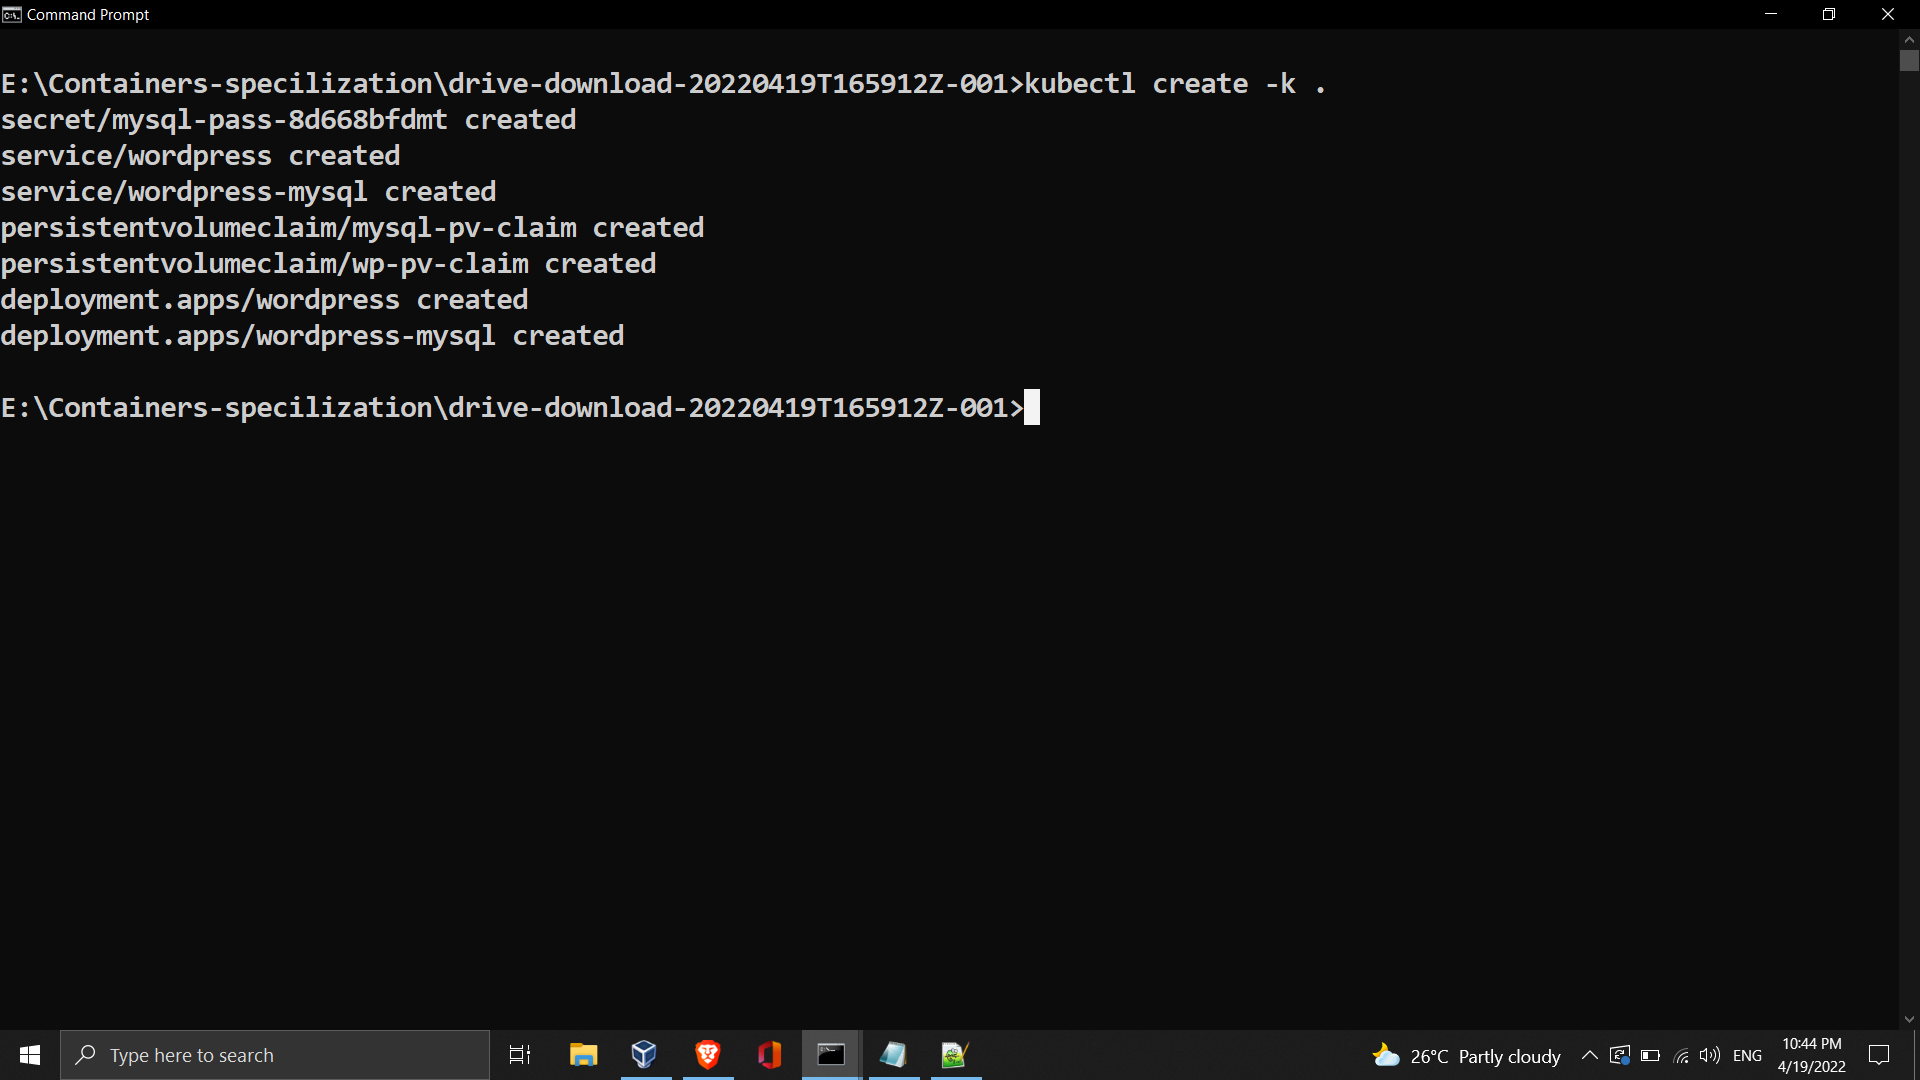 Command Prompt
E:\Containers-specilization\drive-download-20220419T165912Z-001>kubectl create -k .
secret/mysql-pass-8d668bfdmt created
service/wordpress created
service/wordpress-mysql created
persistentvolumeclaim/mysql-pv-claim created
persistentvolumeclaim/wp-pv-claim created
deployment.apps/wordpress created
deployment.apps/wordpress-mysql created
E:\Containers-specilization\drive-download-20220419T165912Z-001>
Type here to search
26°C Partly cloudy
ENG
10:44 PM
4/19/2022